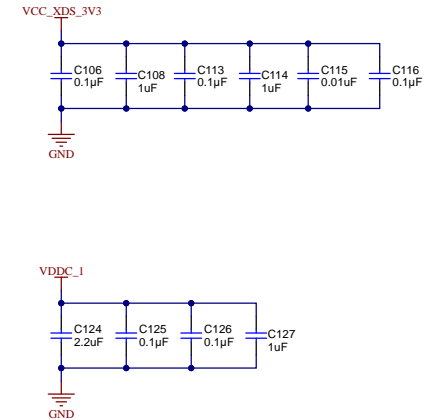 VCC_XDS_3V3
C106
0.1µF
C108
1uF
C113
0.1µF
C114
1uF
C115
0.01uF
C116
0.1µF
GND
VDDC_1
C124
2.2uF
C125
0.1µF
C126
0.1µF
C127
1uF
GND